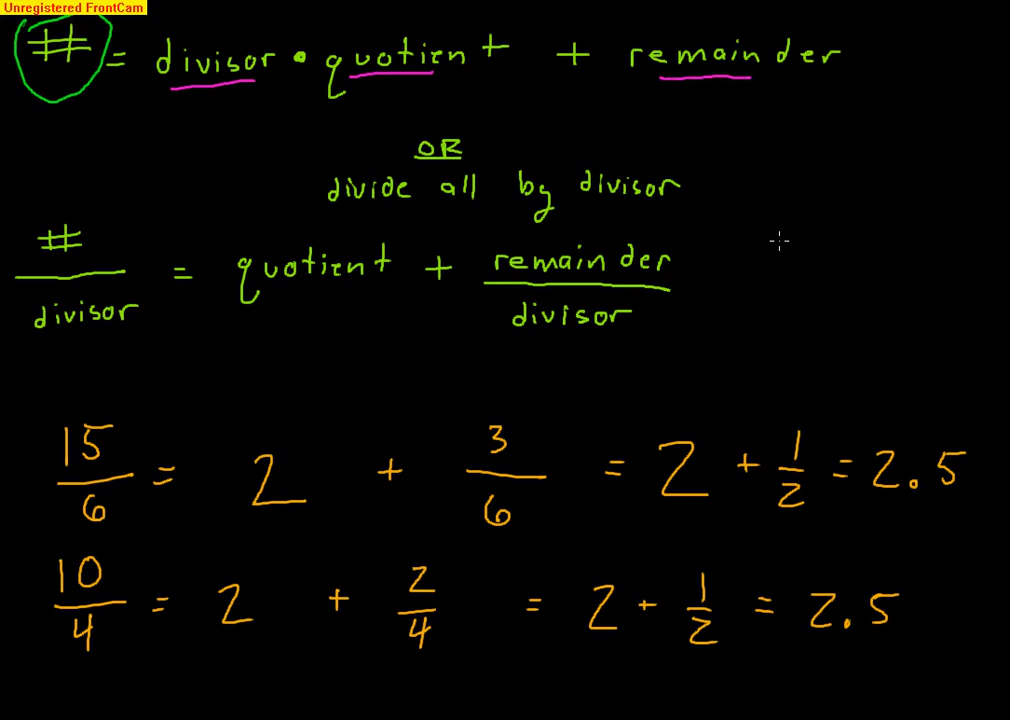 Unregistered FrontCam
# = divisor • quotient + remainder
OR
divide all by divisor
#/divisor = quotient + remainder/divisor
15/6 = 2 + 3/6 = 2 + 1/2 = 2.5
10/4 = 2 + 2/4 = 2 + 1/2 = 2.5